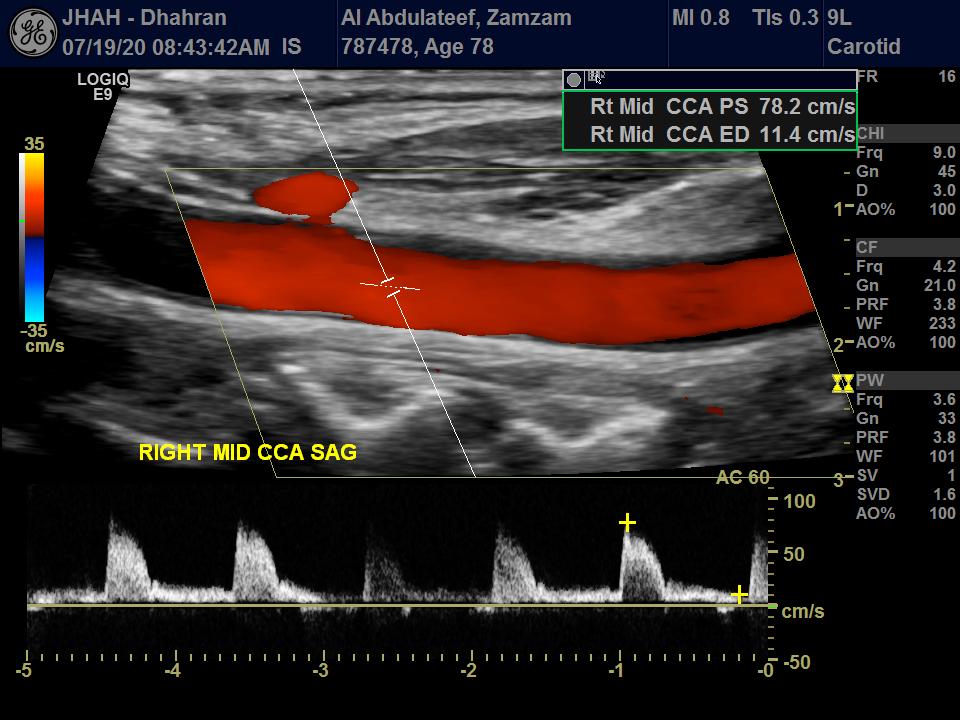 JHAH - Dhahran
07/19/20 08:43:42AM IS
Al Abdulateef, Zamzam
787478, Age 78
MI 0.8 TIs 0.3
9L
Carotid
LOGIQ
E9
Rt Mid CCA PS 78.2 cm/s
Rt Mid CCA ED 11.4 cm/s
35
-35
cm/s
FR 16
CHI
Frq 9.0
Gn 45
D 3.0
AO% 100
CF
Frq 4.2
Gn 21.0
PRF 3.8
WF 233
AO% 100
PW
Frq 3.6
Gn 33
PRF 3.8
WF 101
SV 1
SVD 1.6
AO% 100
1
2
3
RIGHT MID CCA SAG
AC 60
100
50
cm/s
-50
-5 -4 -3 -2 -1 -0